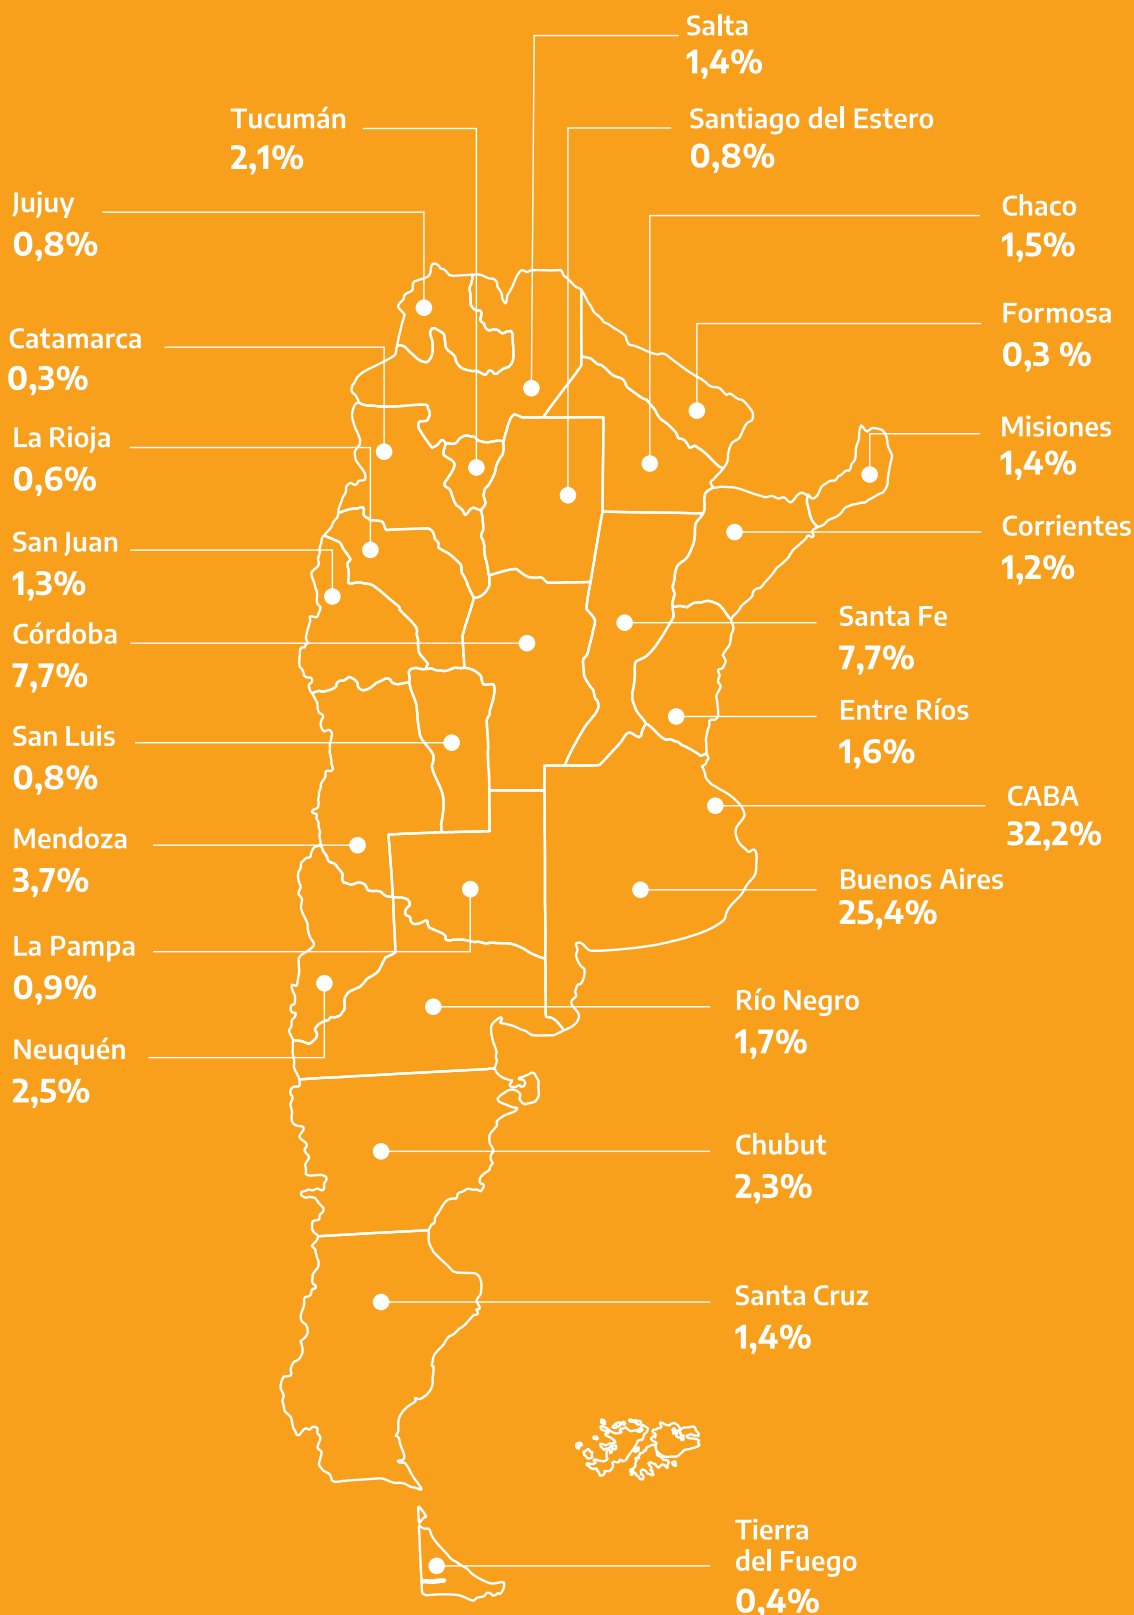 Salta
1,4%
Tucumán
2,1%
Santiago del Estero
0,8%
Jujuy
0,8%
Chaco
1,5%
Catamarca
0,3%
Formosa
0,3 %
La Rioja
0,6%
Misiones
1,4%
San Juan
1,3%
Corrientes
1,2%
Córdoba
7,7%
Santa Fe
7,7%
San Luis
0,8%
Entre Ríos
1,6%
Mendoza
3,7%
CABA
32,2%
La Pampa
0,9%
Buenos Aires
25,4%
Neuquén
2,5%
Río Negro
1,7%
Chubut
2,3%
Santa Cruz
1,4%
Tierra
del Fuego
0,4%